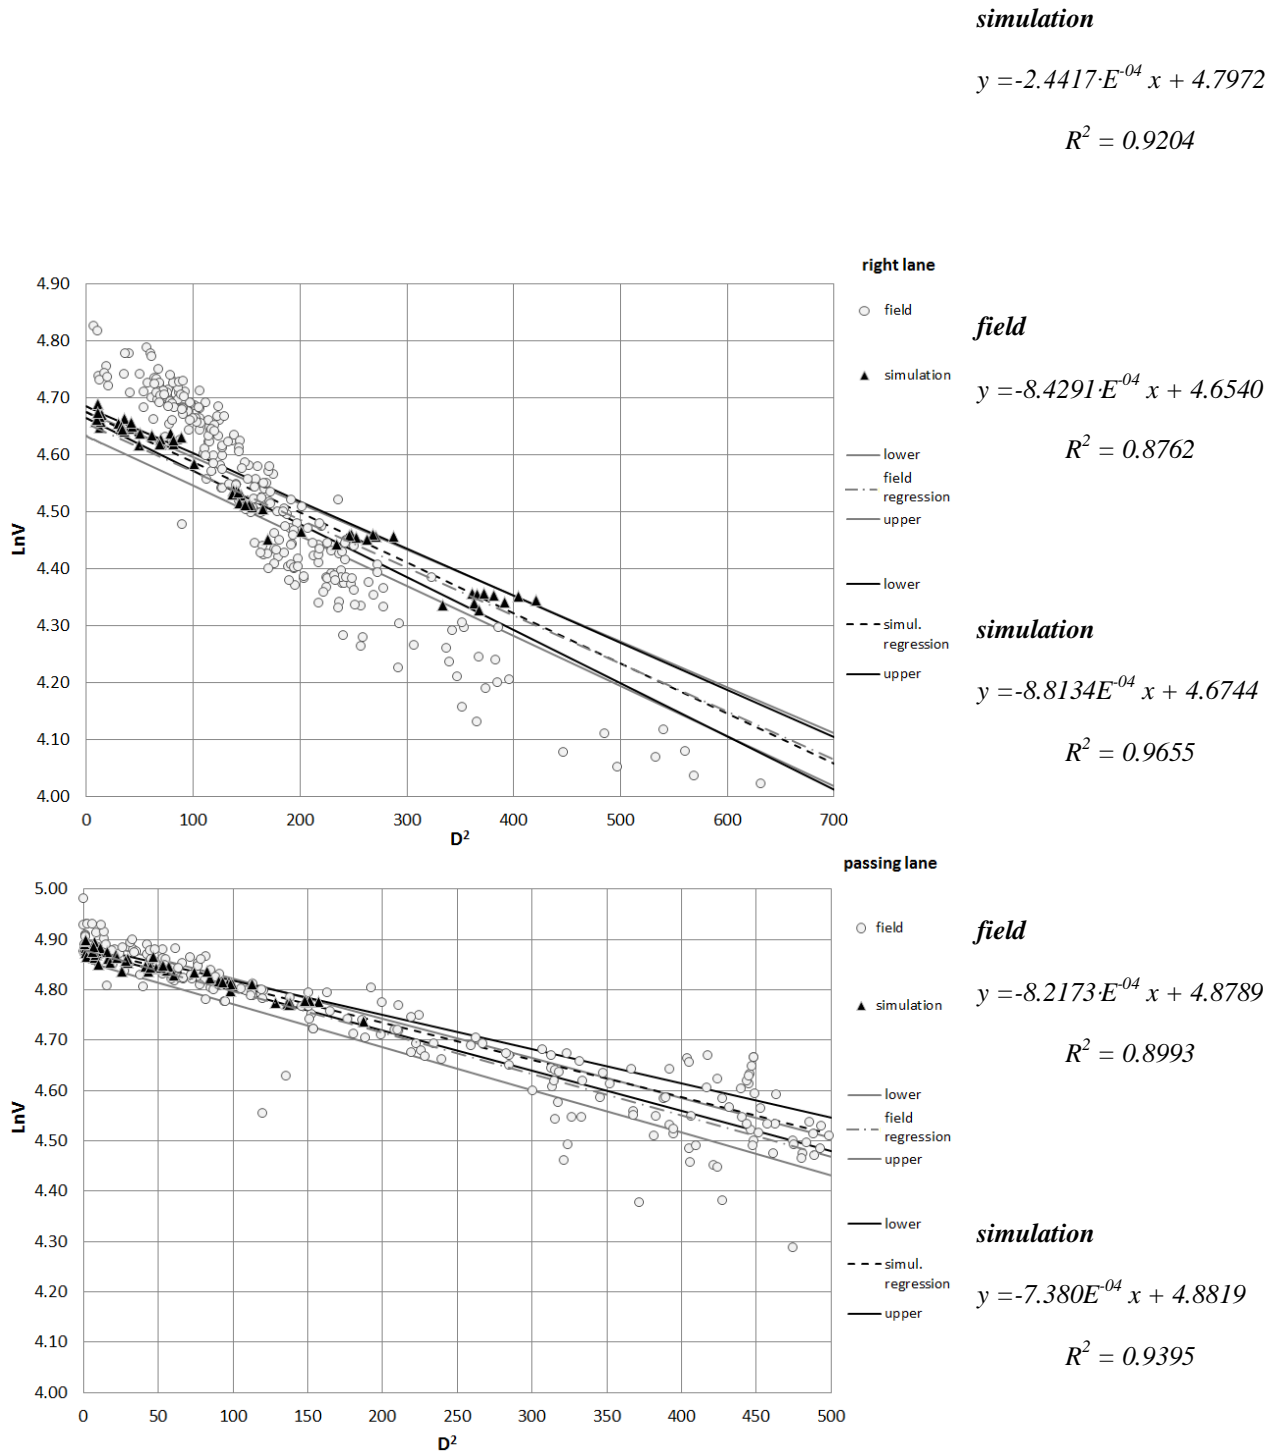 simulation
y =-2.4417·E-04 x + 4.7972
R2 = 0.9204
right lane
4.90
4.80
4.70
4.60
4.50
4.40
4.30
4.20
4.10
4.00
LnV
0 100 200 300 400 500 600 700
D2
field
simulation
lower
field
regression
upper
lower
simul.
regression
upper
field
y =-8.4291·E-04 x + 4.6540
R2 = 0.8762
simulation
y =-8.8134E-04 x + 4.6744
R2 = 0.9655
passing lane
5.00
4.90
4.80
4.70
4.60
4.50
4.40
4.30
4.20
4.10
4.00
LnV
0 50 100 150 200 250 300 350 400 450 500
D2
field
simulation
lower
field
regression
upper
lower
simul.
regression
upper
field
y =-8.2173·E-04 x + 4.8789
R2 = 0.8993
simulation
y =-7.380E-04 x + 4.8819
R2 = 0.9395